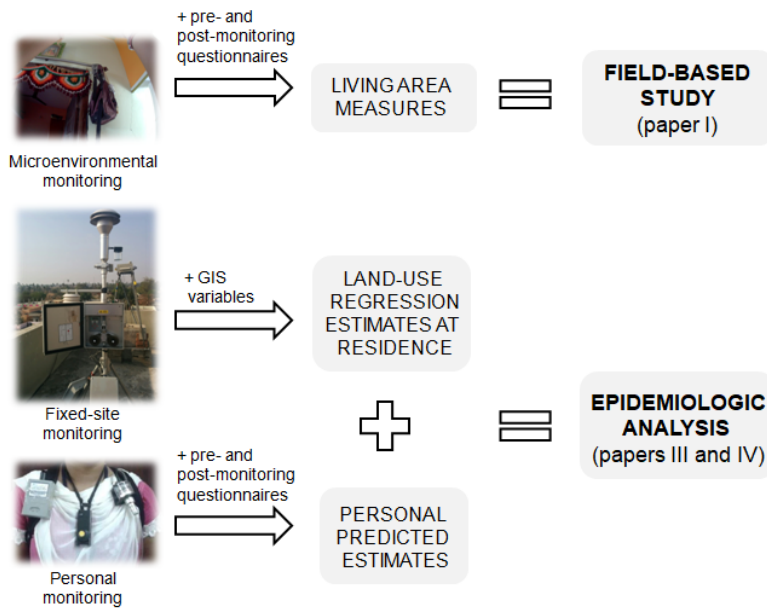 + pre- and
post-monitoring
questionnaires
LIVING AREA
MEASURES
FIELD-BASED
STUDY
(paper I)
Microenvironmental
monitoring
+ GIS
variables
LAND-USE
REGRESSION
ESTIMATES AT
RESIDENCE
Fixed-site
monitoring
EPIDEMIOLOGIC
ANALYSIS
(papers III and IV)
+ pre- and
post-monitoring
questionnaires
PERSONAL
PREDICTED
ESTIMATES
Personal
monitoring